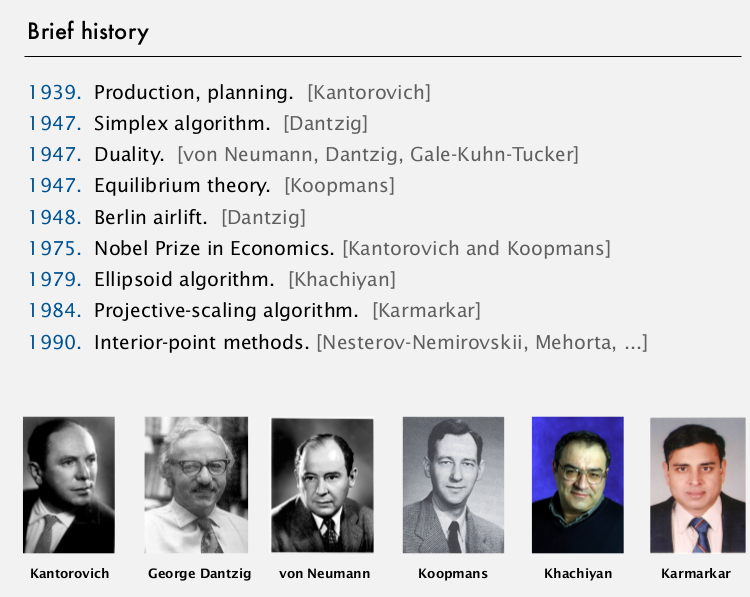 Brief history
1939. Production, planning. [Kantorovich]
1947. Simplex algorithm. [Dantzig]
1947. Duality. [von Neumann, Dantzig, Gale-Kuhn-Tucker]
1947. Equilibrium theory. [Koopmans]
1948. Berlin airlift. [Dantzig]
1975. Nobel Prize in Economics. [Kantorovich and Koopmans]
1979. Ellipsoid algorithm. [Khachiyan]
1984. Projective-scaling algorithm. [Karmarkar]
1990. Interior-point methods. [Nesterov-Nemirovskii, Mehorta, ...]
Kantorovich George Dantzig von Neumann Koopmans Khachiyan Karmarkar